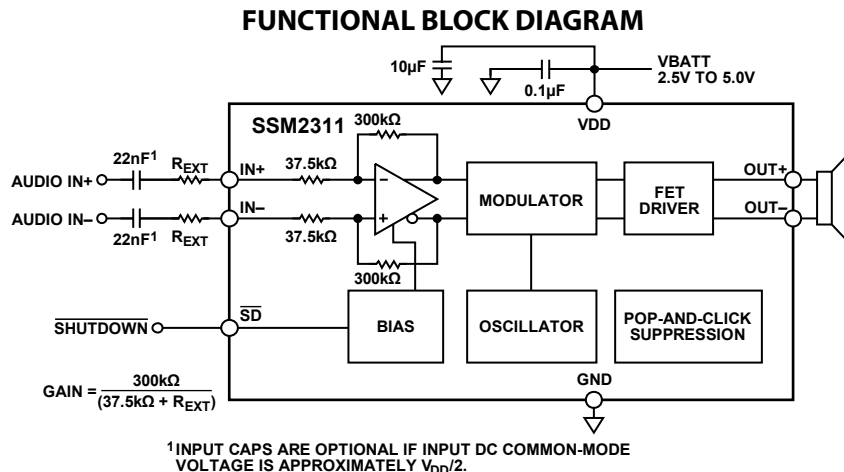 FUNCTIONAL BLOCK DIAGRAM
10µF
0.1µF
VBATT
2.5V TO 5.0V
VDD
SSM2311
300kΩ
22nF1
REXT
IN+
37.5kΩ
AUDIO IN+
OUT+
MODULATOR
FET
DRIVER
AUDIO IN–
IN–
OUT–
22nF1
REXT
37.5kΩ
300kΩ
SD
SHUTDOWN
BIAS
OSCILLATOR
POP-AND-CLICK
SUPPRESSION
GAIN = 300kΩ
(37.5kΩ + REXT)
GND
1 INPUT CAPS ARE OPTIONAL IF INPUT DC COMMON-MODE
VOLTAGE IS APPROXIMATELY VDD/2.